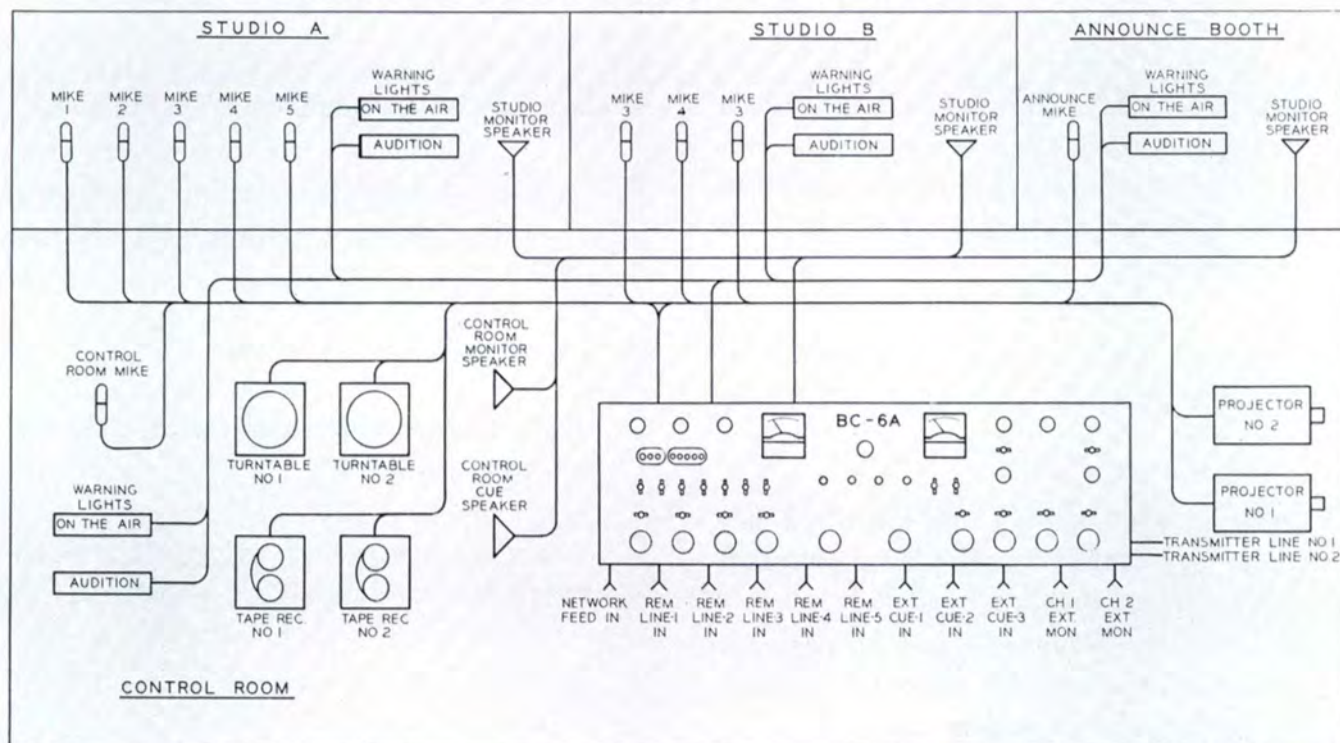 STUDIO A
STUDIO B
ANNOUNCE BOOTH
MIKE
1
MIKE
2
MIKE
3
MIKE
4
MIKE
5
WARNING
LIGHTS
ON THE AIR
AUDITION
STUDIO
MONITOR
SPEAKER
MIKE
3
MIKE
4
MIKE
3
WARNING
LIGHTS
ON THE AIR
AUDITION
STUDIO
MONITOR
SPEAKER
ANNOUNCE
MIKE
WARNING
LIGHTS
ON THE AIR
AUDITION
STUDIO
MONITOR
SPEAKER
CONTROL
ROOM MIKE
WARNING
LIGHTS
ON THE AIR
AUDITION
TURNTABLE
NO 1
TURNTABLE
NO 2
TAPE REC.
NO 1
TAPE REC
NO 2
CONTROL
ROOM
MONITOR
SPEAKER
CONTROL
ROOM
CUE
SPEAKER
BC-6A
PROJECTOR
NO. 2
PROJECTOR
NO. 1
TRANSMITTER LINE NO.1
TRANSMITTER LINE NO.2
NETWORK
FEED IN
REM
LINE-1
IN
REM
LINE-2
IN
REM
LINE-3
IN
REM
LINE-4
IN
REM
LINE-5
IN
EXT
CUE-1
IN
EXT
CUE-2
IN
EXT
CUE-3
IN
CH 1
EXT
MON
CH 2
EXT
MON
CONTROL ROOM